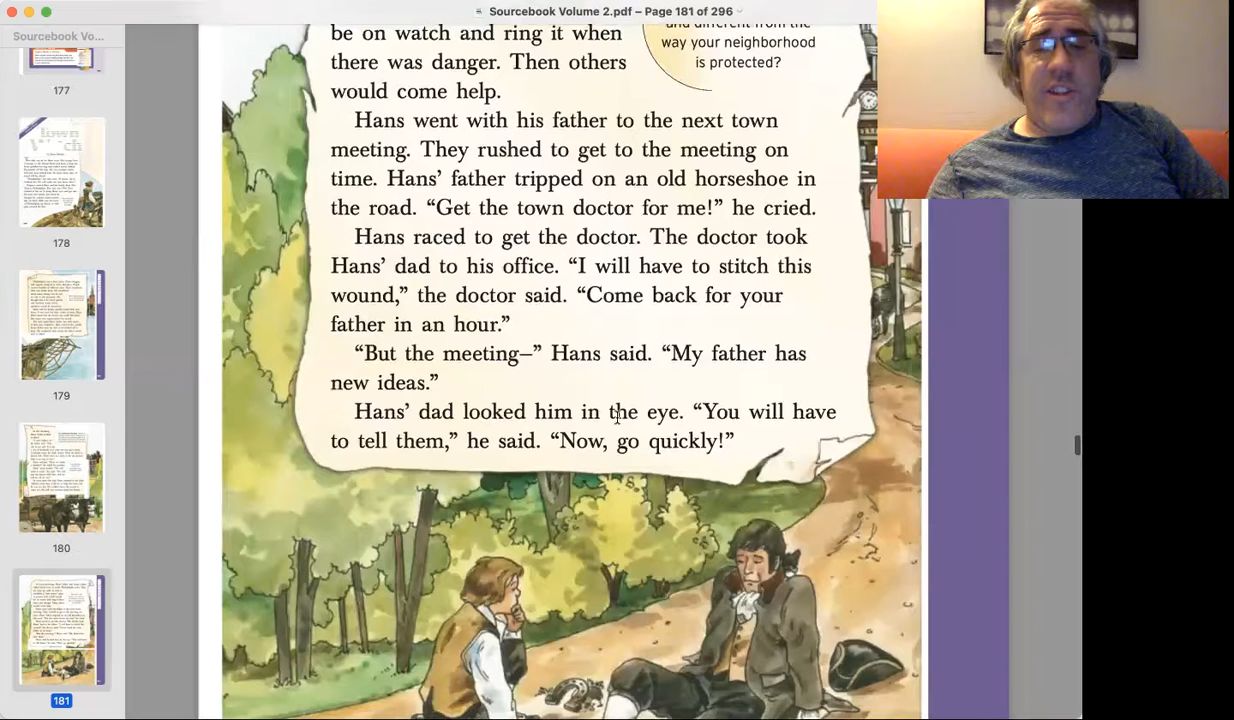 Sourcebook Volume 2.pdf – Page 181 of 296
Sourcebook Vo...
177
178
179
180
181
be on watch and ring it when
there was danger. Then others
would come help.
and different from the
way your neighborhood
is protected?
Hans went with his father to the next town
meeting. They rushed to get to the meeting on
time. Hans’ father tripped on an old horseshoe in
the road. “Get the town doctor for me!” he cried.
Hans raced to get the doctor. The doctor took
Hans’ dad to his office. “I will have to stitch this
wound,” the doctor said. “Come back for your
father in an hour.”
“But the meeting–” Hans said. “My father has
new ideas.”
Hans’ dad looked him in the eye. “You will have
to tell them,” he said. “Now, go quickly!”